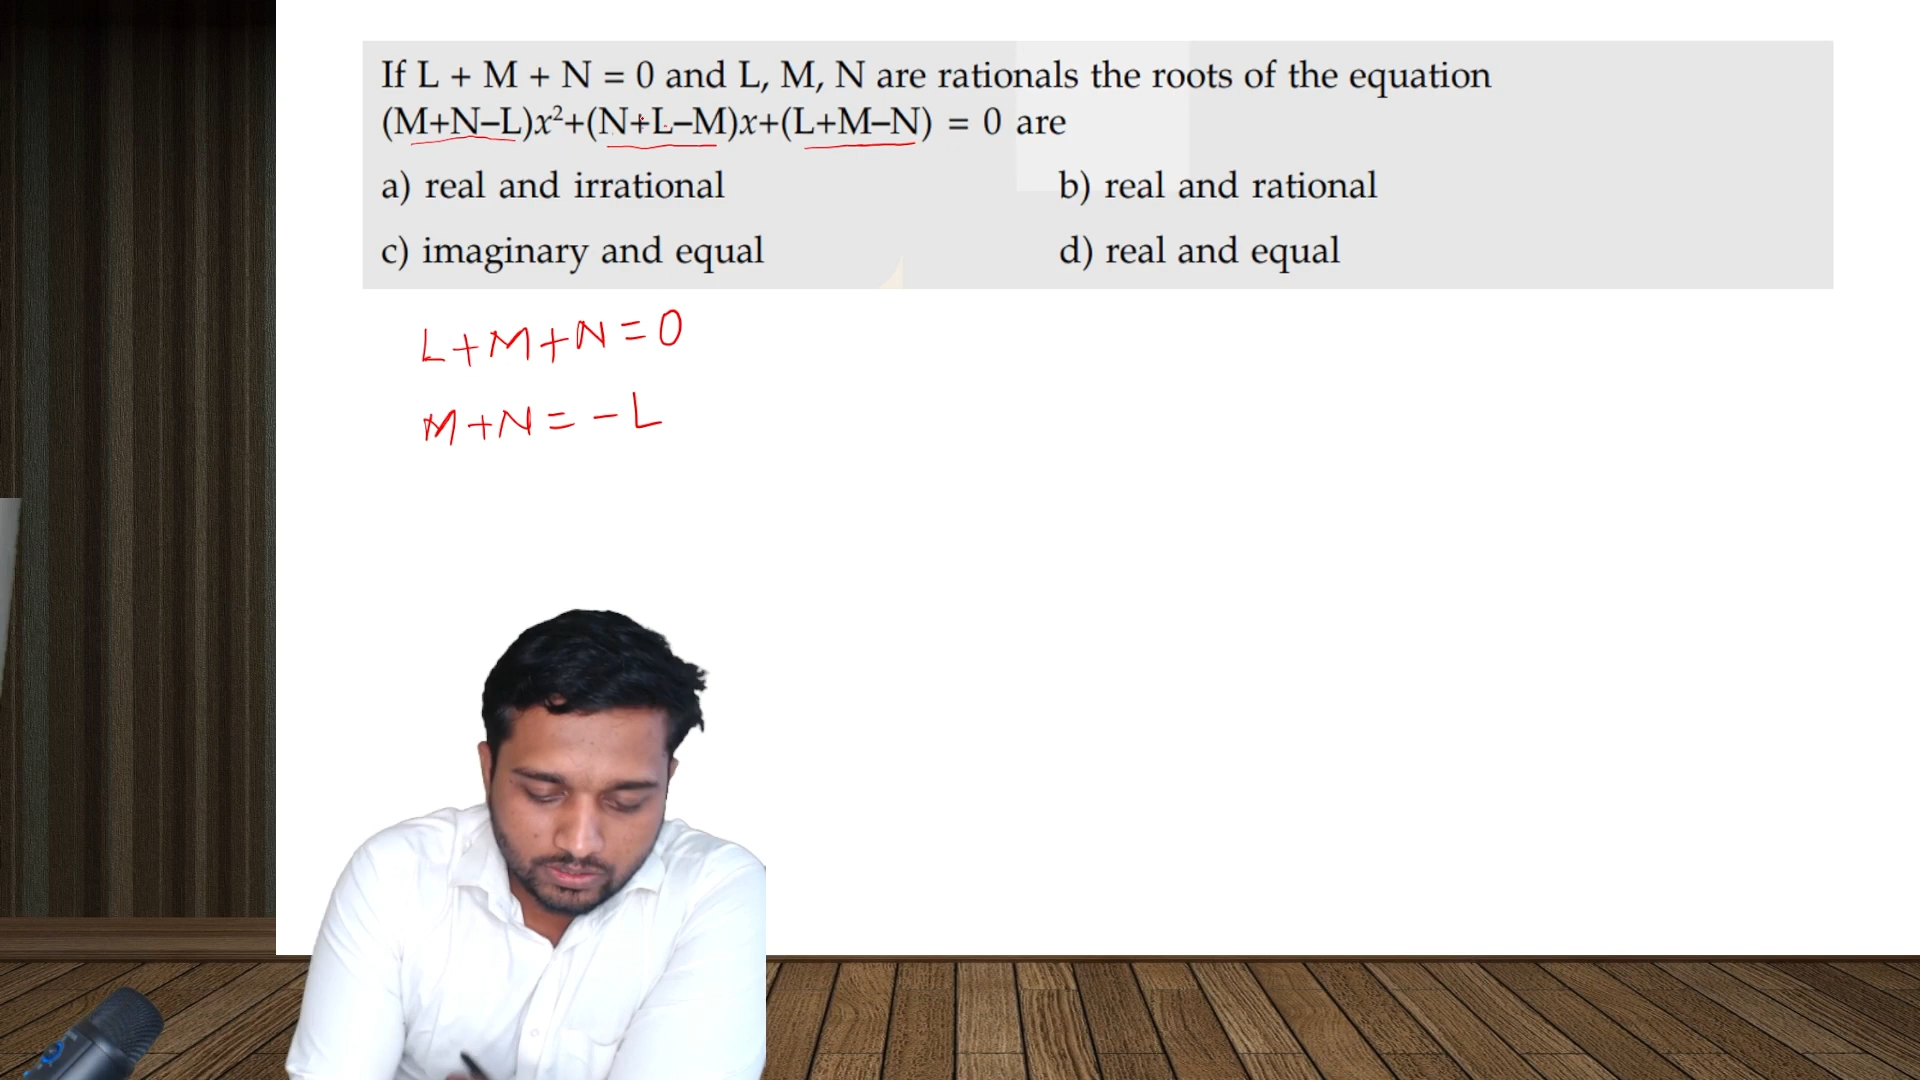 If L + M + N = 0 and L, M, N are rationals the roots of the equation
(M+N–L)x²+(N+L–M)x+(L+M–N) = 0 are
a) real and irrational
b) real and rational
c) imaginary and equal
d) real and equal
L+M+N=0
M+N=-L